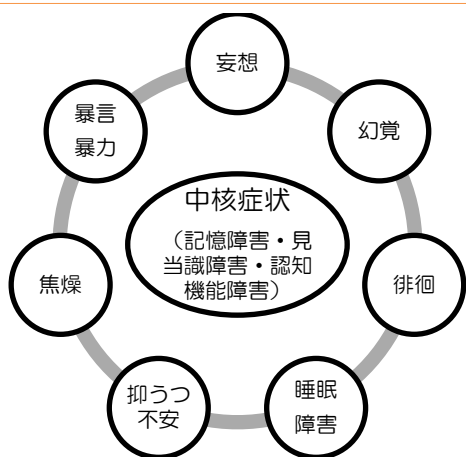 妄想
幻覚
徘徊
睡眠
障害
抑うつ
不安
焦燥
暴言
暴力
中核症状
（記憶障害・見
当識障害・認知
機能障害）